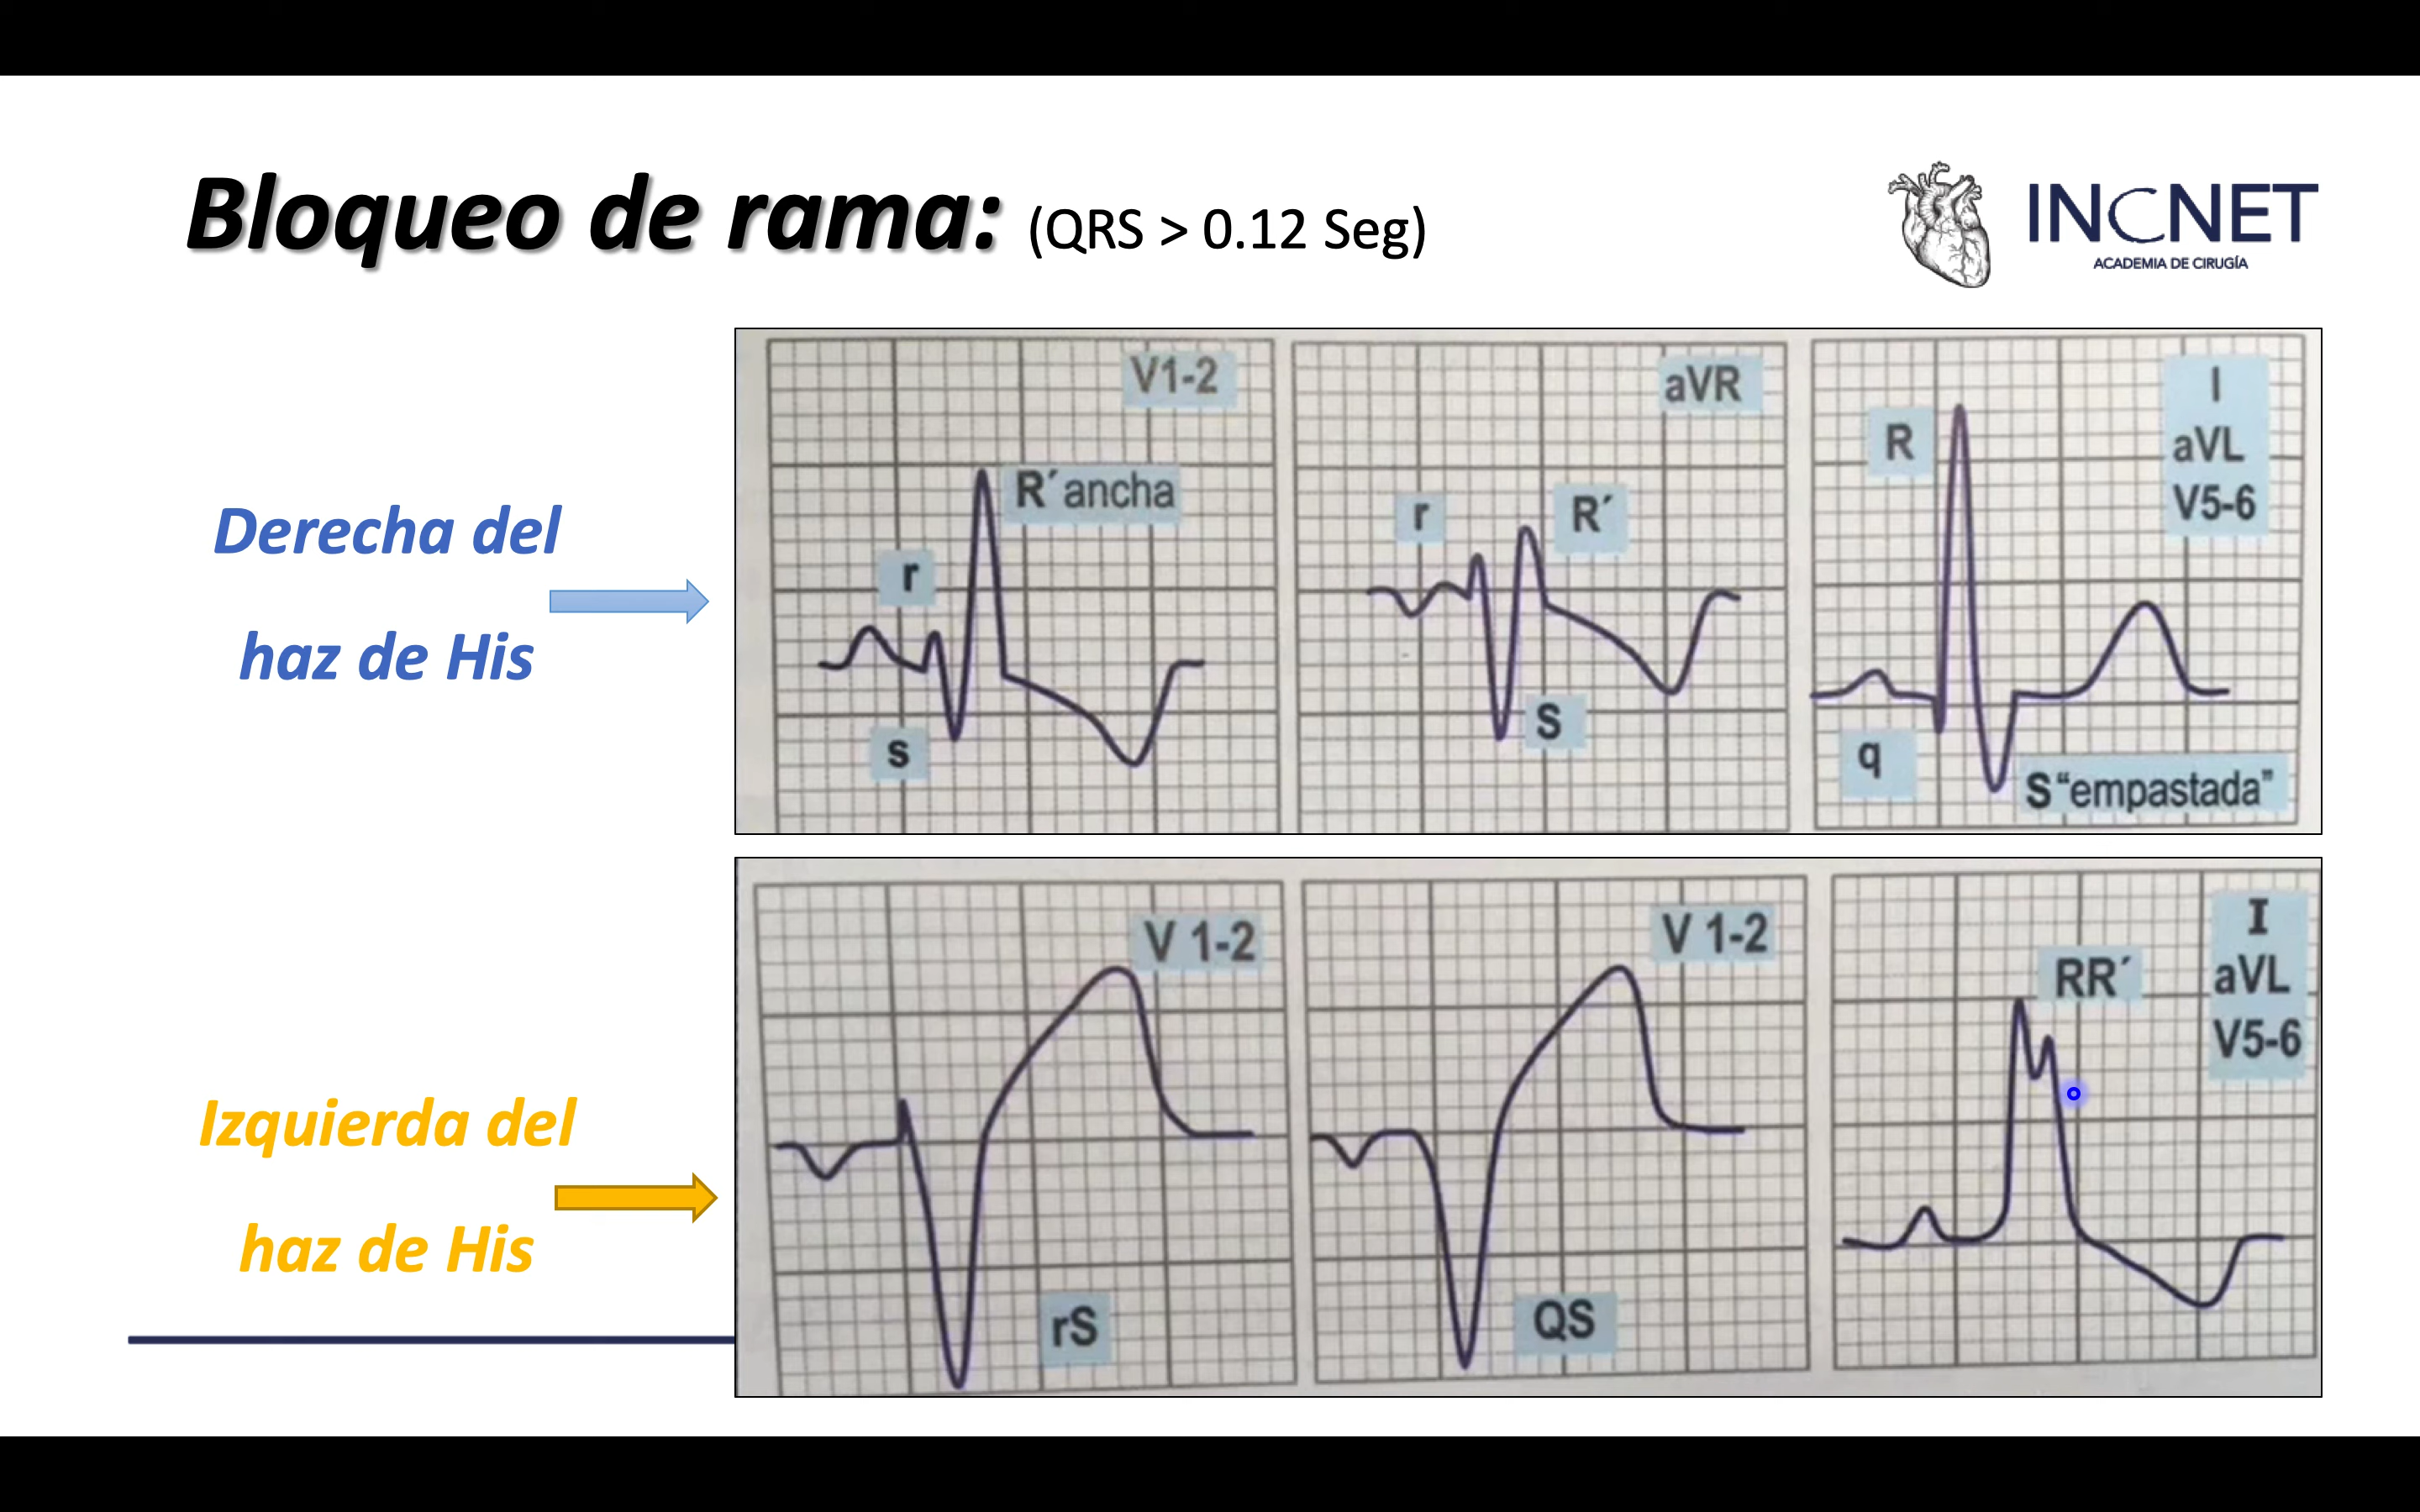 Bloqueo de rama: (QRS > 0.12 Seg)
INCNET
ACADEMIA DE CIRUGÍA
Derecha del
haz de His
V1-2
R´ancha
r
s
aVR
r
R´
S
I
aVL
V5-6
R
q
S“empastada”
Izquierda del
haz de His
V 1-2
rS
V 1-2
QS
I
aVL
V5-6
RR´